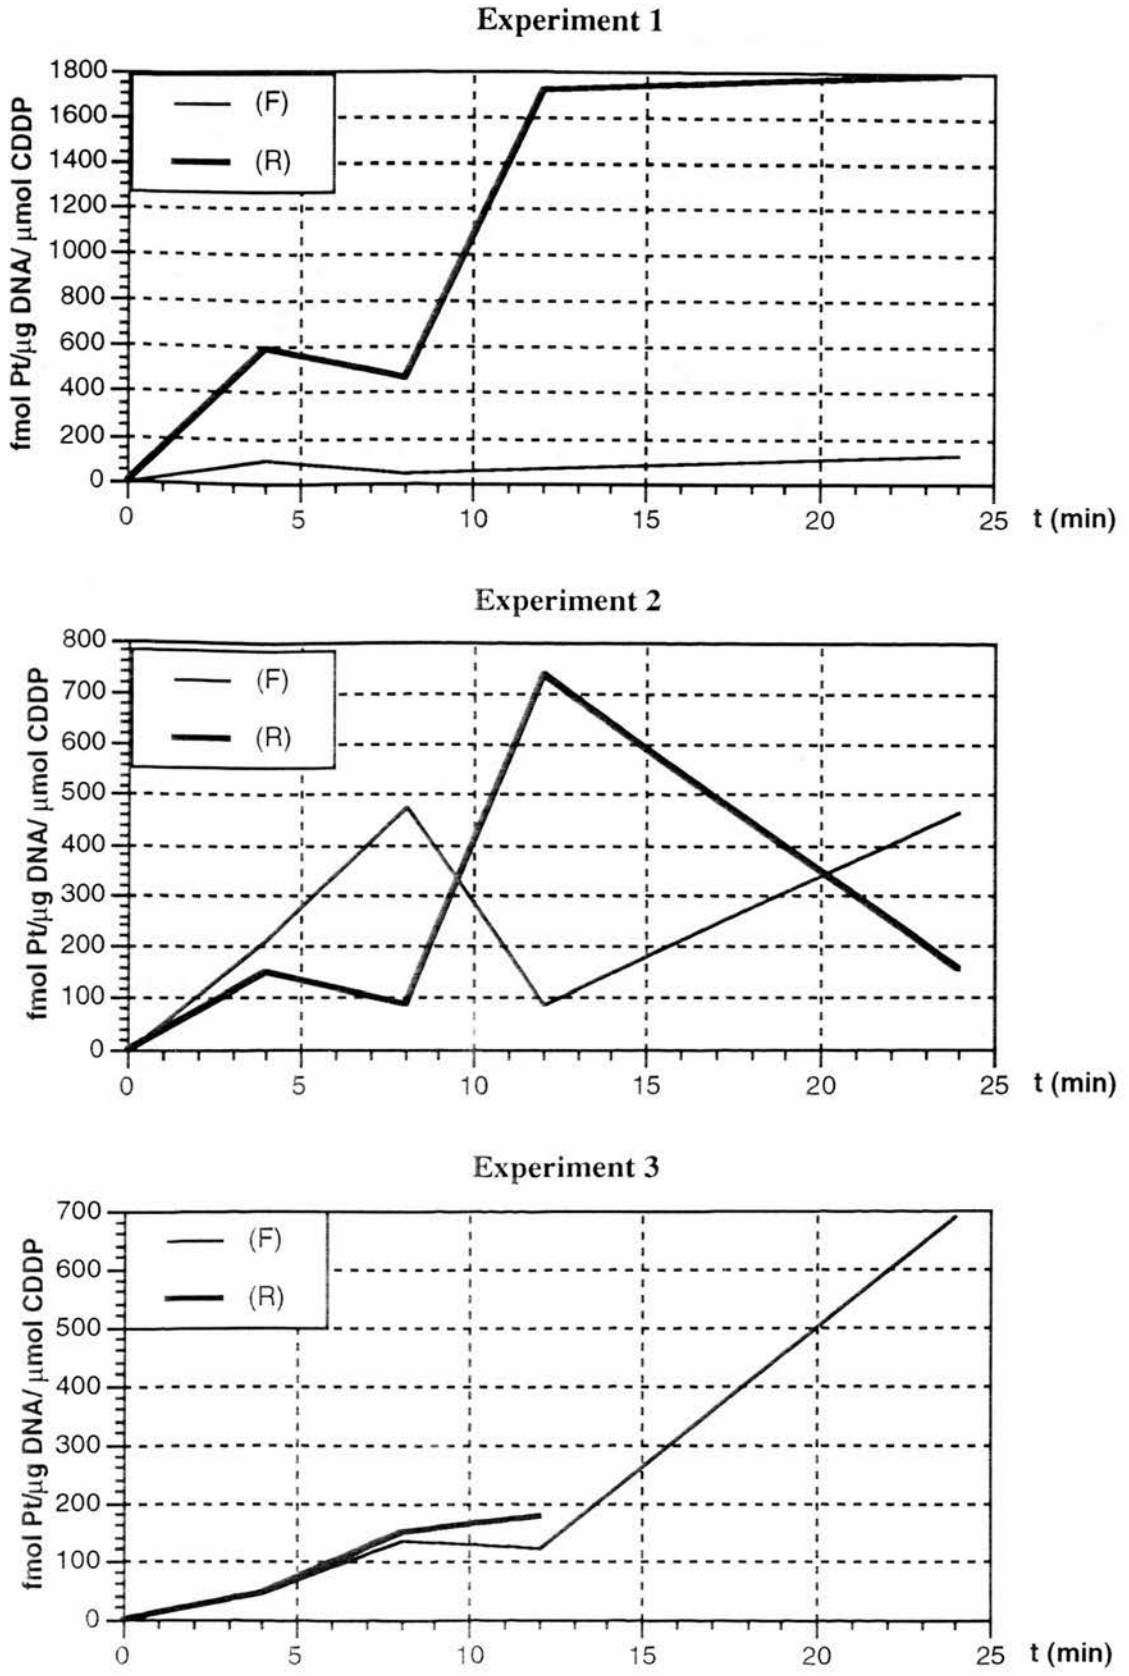 Experiment 1
fmol Pt/µg DNA/ µmol CDDP
1800
1600
1400
1200
1000
800
600
400
200
0
(F)
(R)
0 5 10 15 20 25 t (min)
Experiment 2
fmol Pt/µg DNA/ µmol CDDP
800
700
600
500
400
300
200
100
0
(F)
(R)
0 5 10 15 20 25 t (min)
Experiment 3
fmol Pt/µg DNA/ µmol CDDP
700
600
500
400
300
200
100
0
(F)
(R)
0 5 10 15 20 25 t (min)